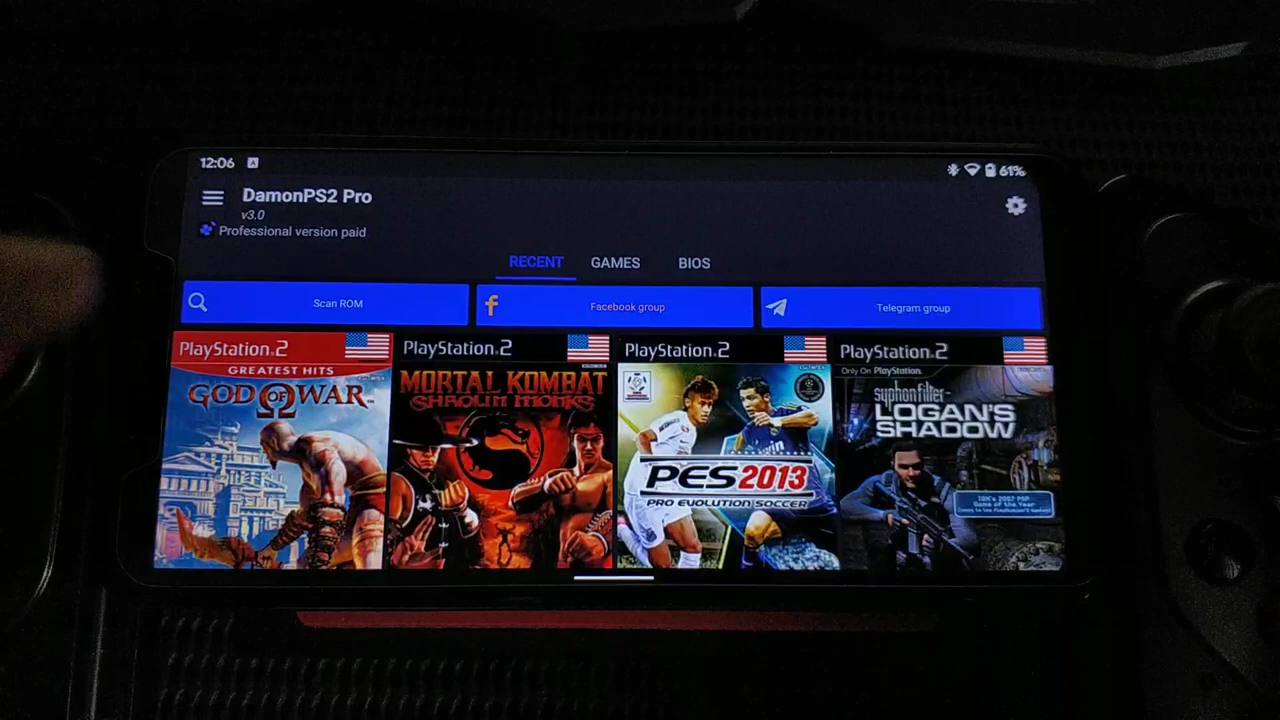 12:06 A 61%
DamonPS2 Pro
v3.0
Professional version paid
RECENT GAMES BIOS
Scan ROM
Facebook group
Telegram group
PlayStation.2
GREATEST HITS
GOD OF WAR
PlayStation.2
MORTAL KOMBAT
SHAOLIN MONKS
PlayStation.2
PES2013
PRO EVOLUTION SOCCER
PlayStation.2
Only On PlayStation.
syphon filter
LOGAN'S
SHADOW